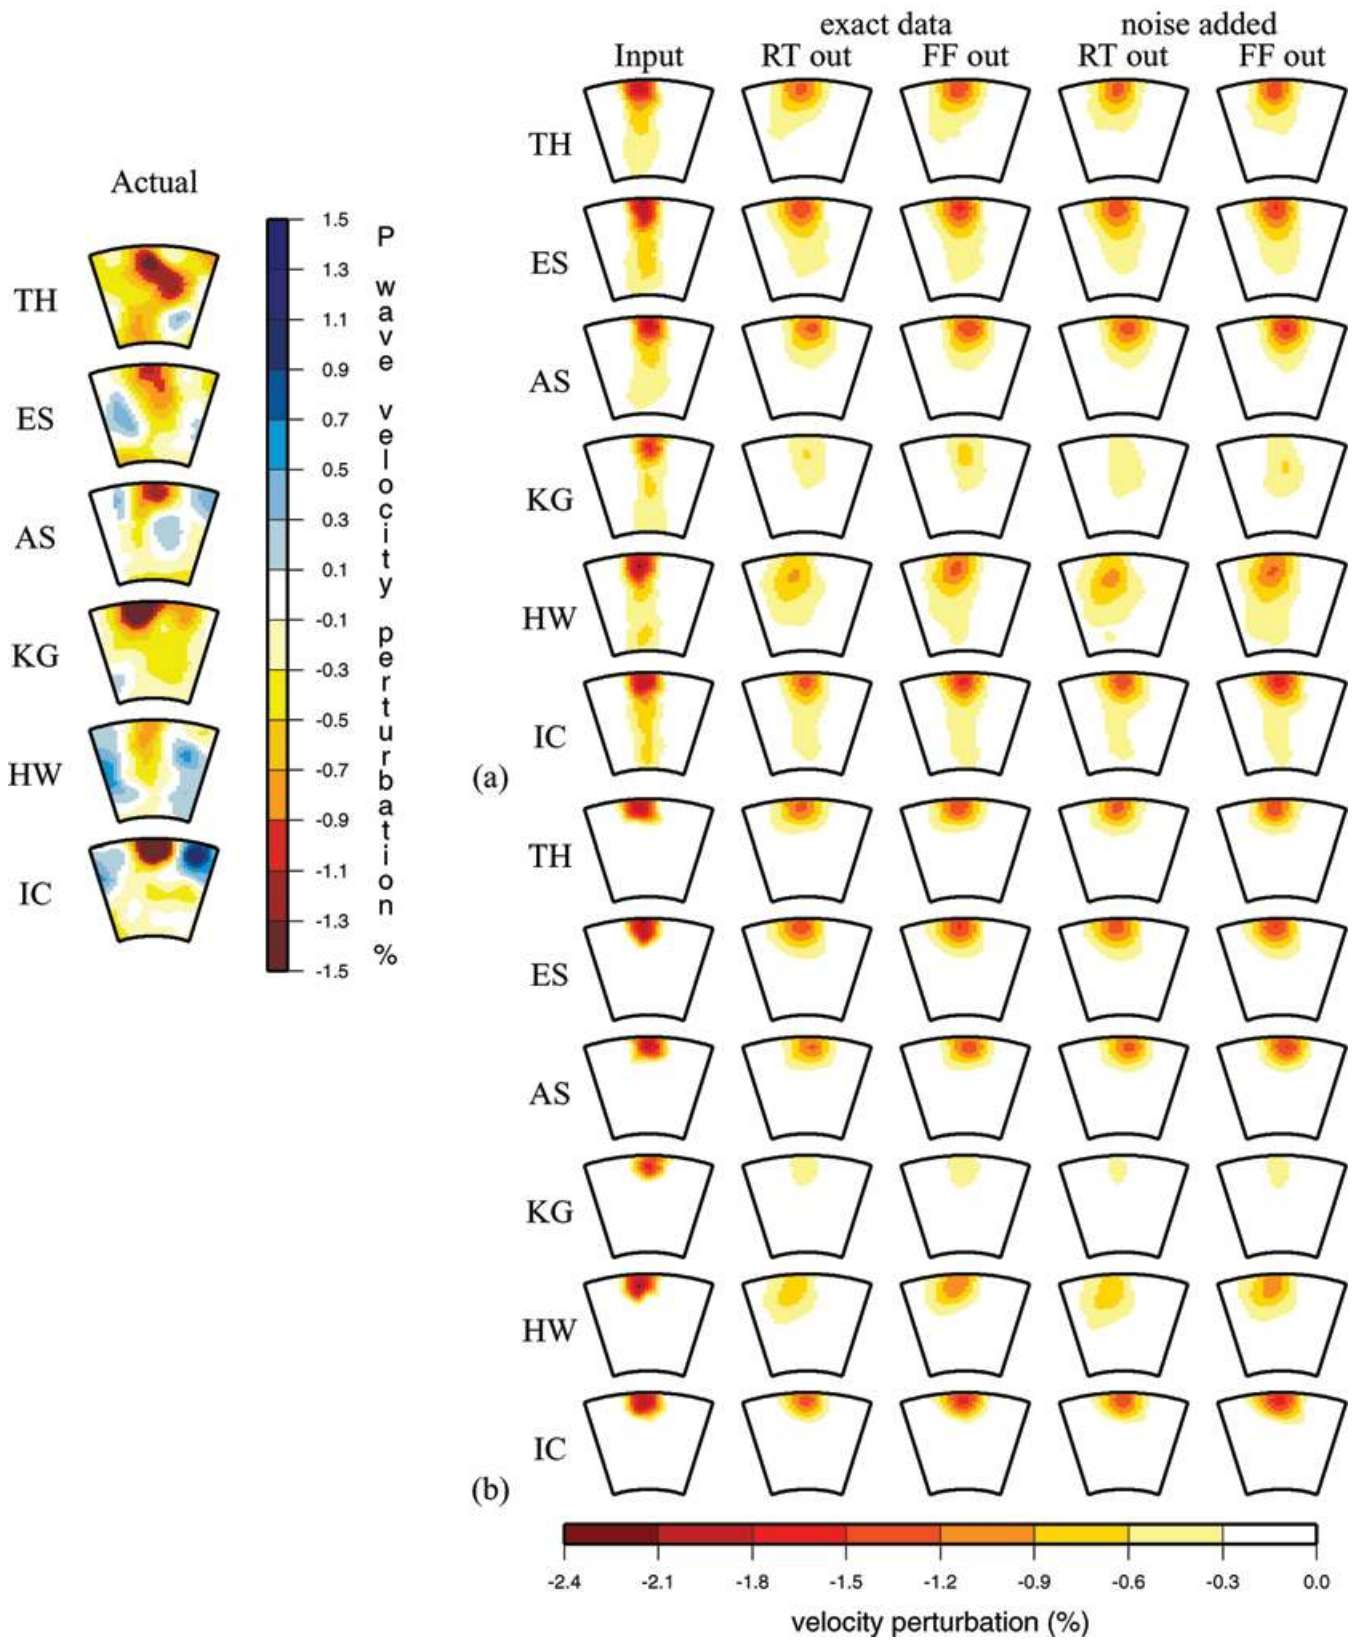 exact data noise added
Input RT out FF out RT out FF out
TH
ES
AS
KG
HW
IC
(a)
TH
ES
AS
KG
HW
IC
(b)
Actual
TH
ES
AS
KG
HW
IC
1.5
1.3
1.1
0.9
0.7
0.5
0.3
0.1
-0.1
-0.3
-0.5
-0.7
-0.9
-1.1
-1.3
-1.5
P wave velocity perturbation %
-2.4 -2.1 -1.8 -1.5 -1.2 -0.9 -0.6 -0.3 0.0
velocity perturbation (%)